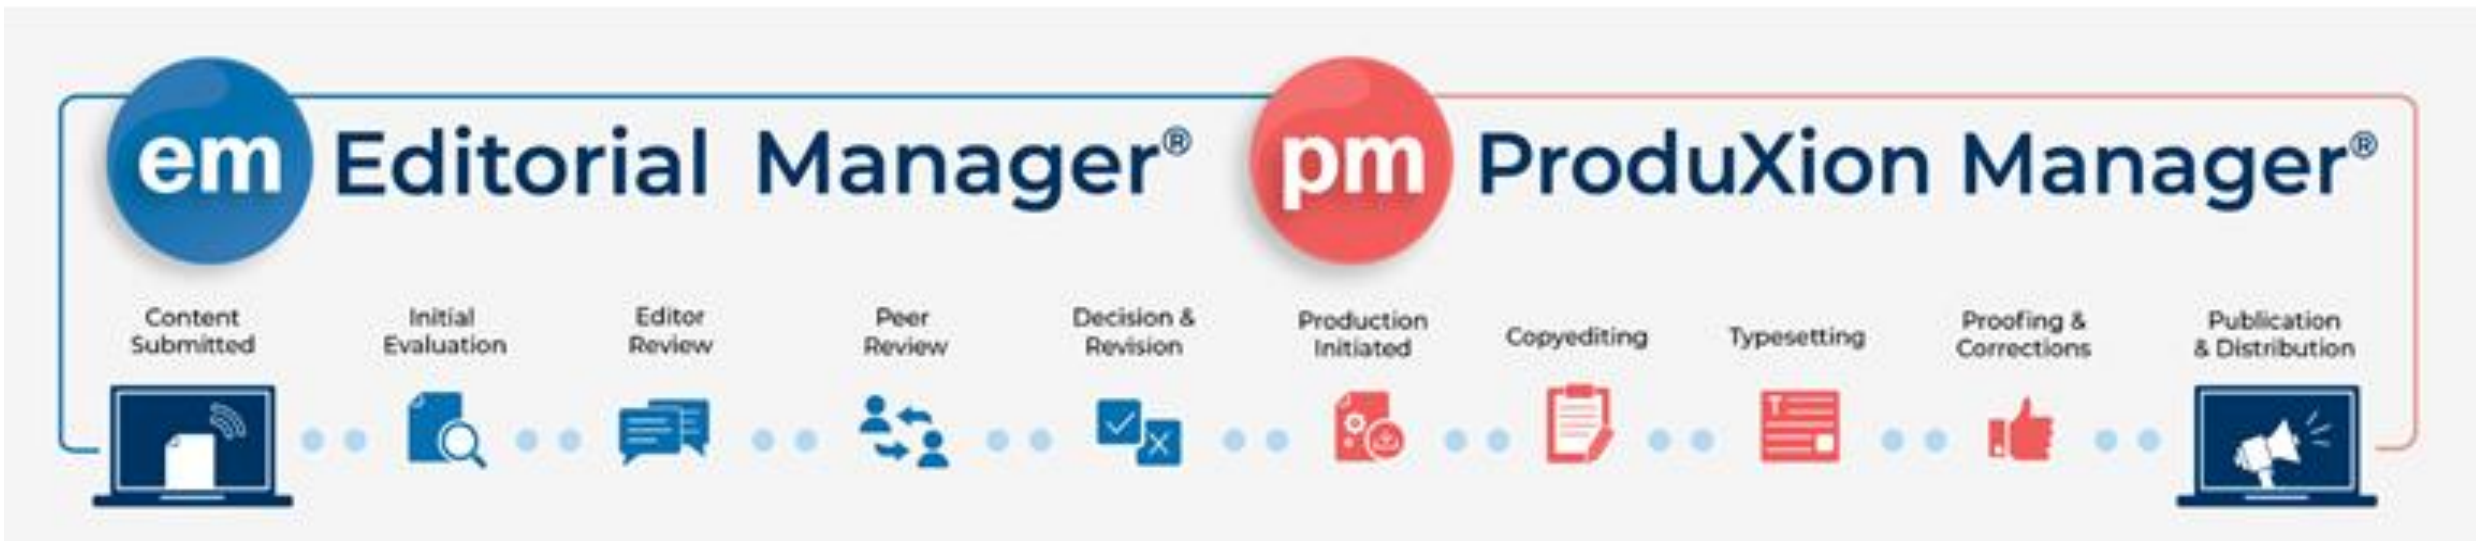 em Editorial Manager®
pm ProduXion Manager®
Content
Submitted
Initial
Evaluation
Editor
Review
Peer
Review
Decision &
Revision
Production
Initiated
Copyediting
Typesetting
Proofing &
Corrections
Publication
& Distribution
T